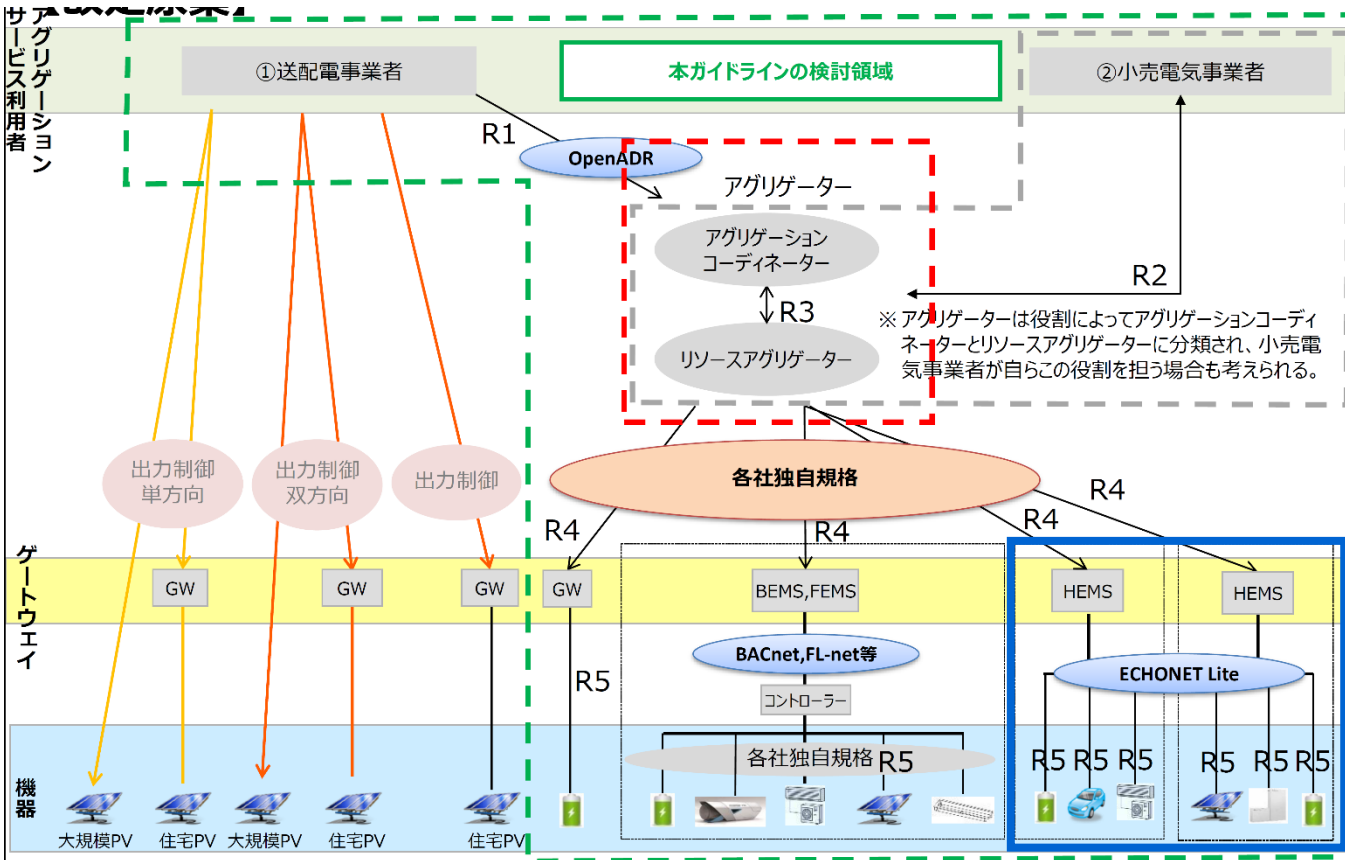 【改定原案】
アグリゲーション
サービス利用者
①送配電事業者
本ガイドラインの検討領域
②小売電気事業者
R1
OpenADR
アグリゲーター
アグリゲーション
コーディネーター
R2
R3
リソースアグリゲーター
※アグリゲーターは役割によってアグリゲーションコーディ
ネーターとリソースアグリゲーターに分類され、小売電
気事業者が自らこの役割を担う場合も考えられる。
出力制御
単方向
出力制御
双方向
出力制御
各社独自規格
R4
R4
R4
R4
ゲートウェイ
GW
GW
GW
GW
BEMS,FEMS
HEMS
HEMS
BACnet,FL-net等
ECHONET Lite
R5
コントローラー
機器
各社独自規格
R5
R5
R5
R5
R5
R5
R5
大規模PV
住宅PV
大規模PV
住宅PV
住宅PV